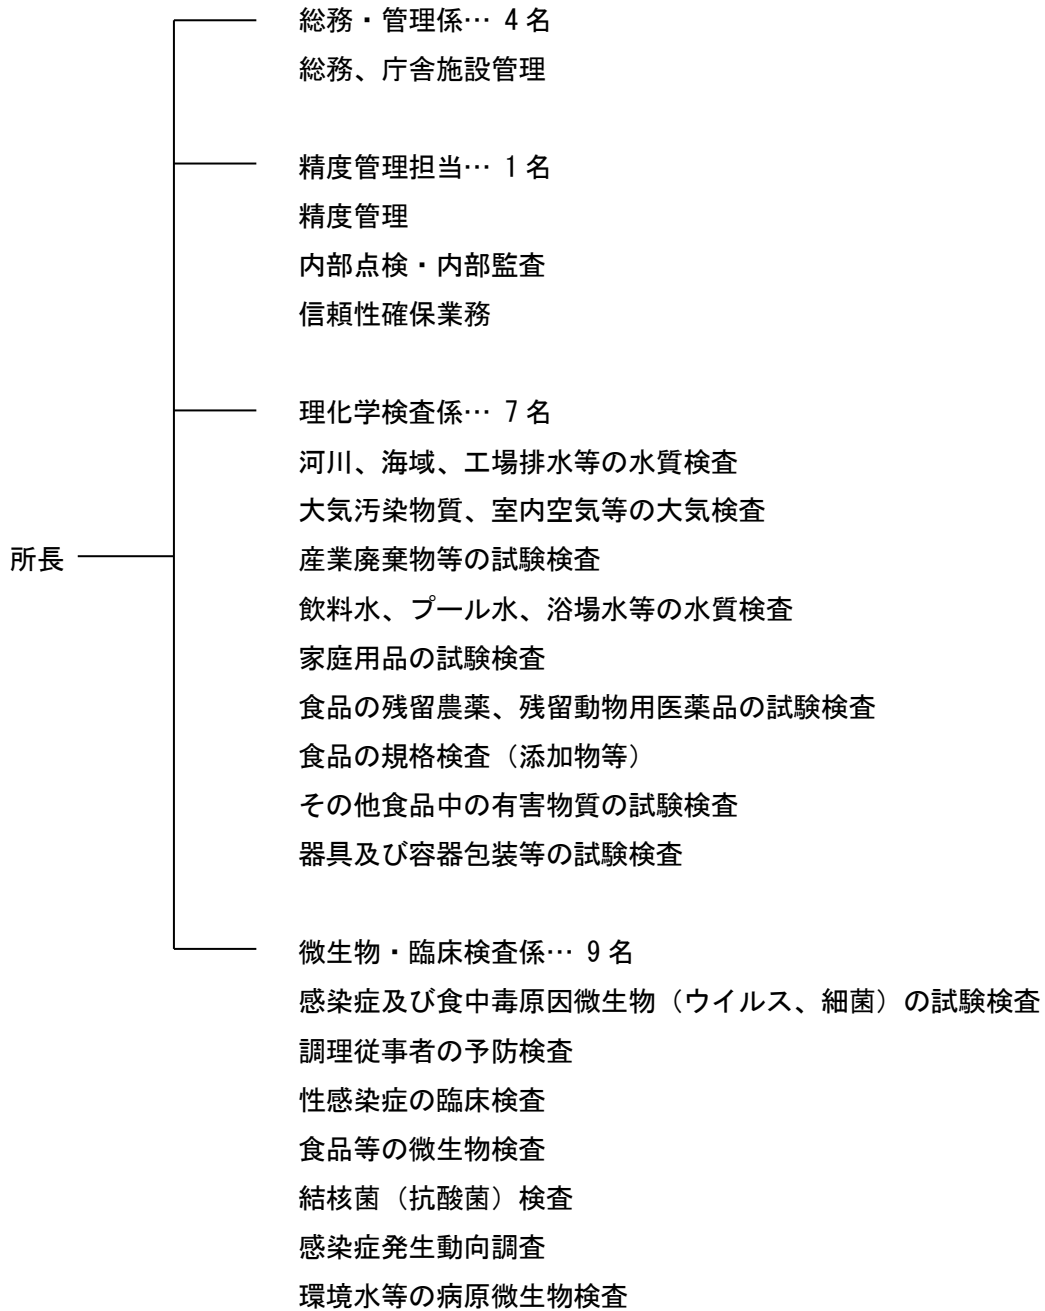 総務・管理係… 4 名
総務、庁舎施設管理
精度管理担当… 1 名
精度管理
内部点検・内部監査
信頼性確保業務
理化学検査係… 7 名
河川、海域、工場排水等の水質検査
大気汚染物質、室内空気等の大気検査
所長
産業廃棄物等の試験検査
飲料水、プール水、浴場水等の水質検査
家庭用品の試験検査
食品の残留農薬、残留動物用医薬品の試験検査
食品の規格検査（添加物等）
その他食品中の有害物質の試験検査
器具及び容器包装等の試験検査
微生物・臨床検査係… 9 名
感染症及び食中毒原因微生物（ウイルス、細菌）の試験検査
調理従事者の予防検査
性感染症の臨床検査
食品等の微生物検査
結核菌（抗酸菌）検査
感染症発生動向調査
環境水等の病原微生物検査